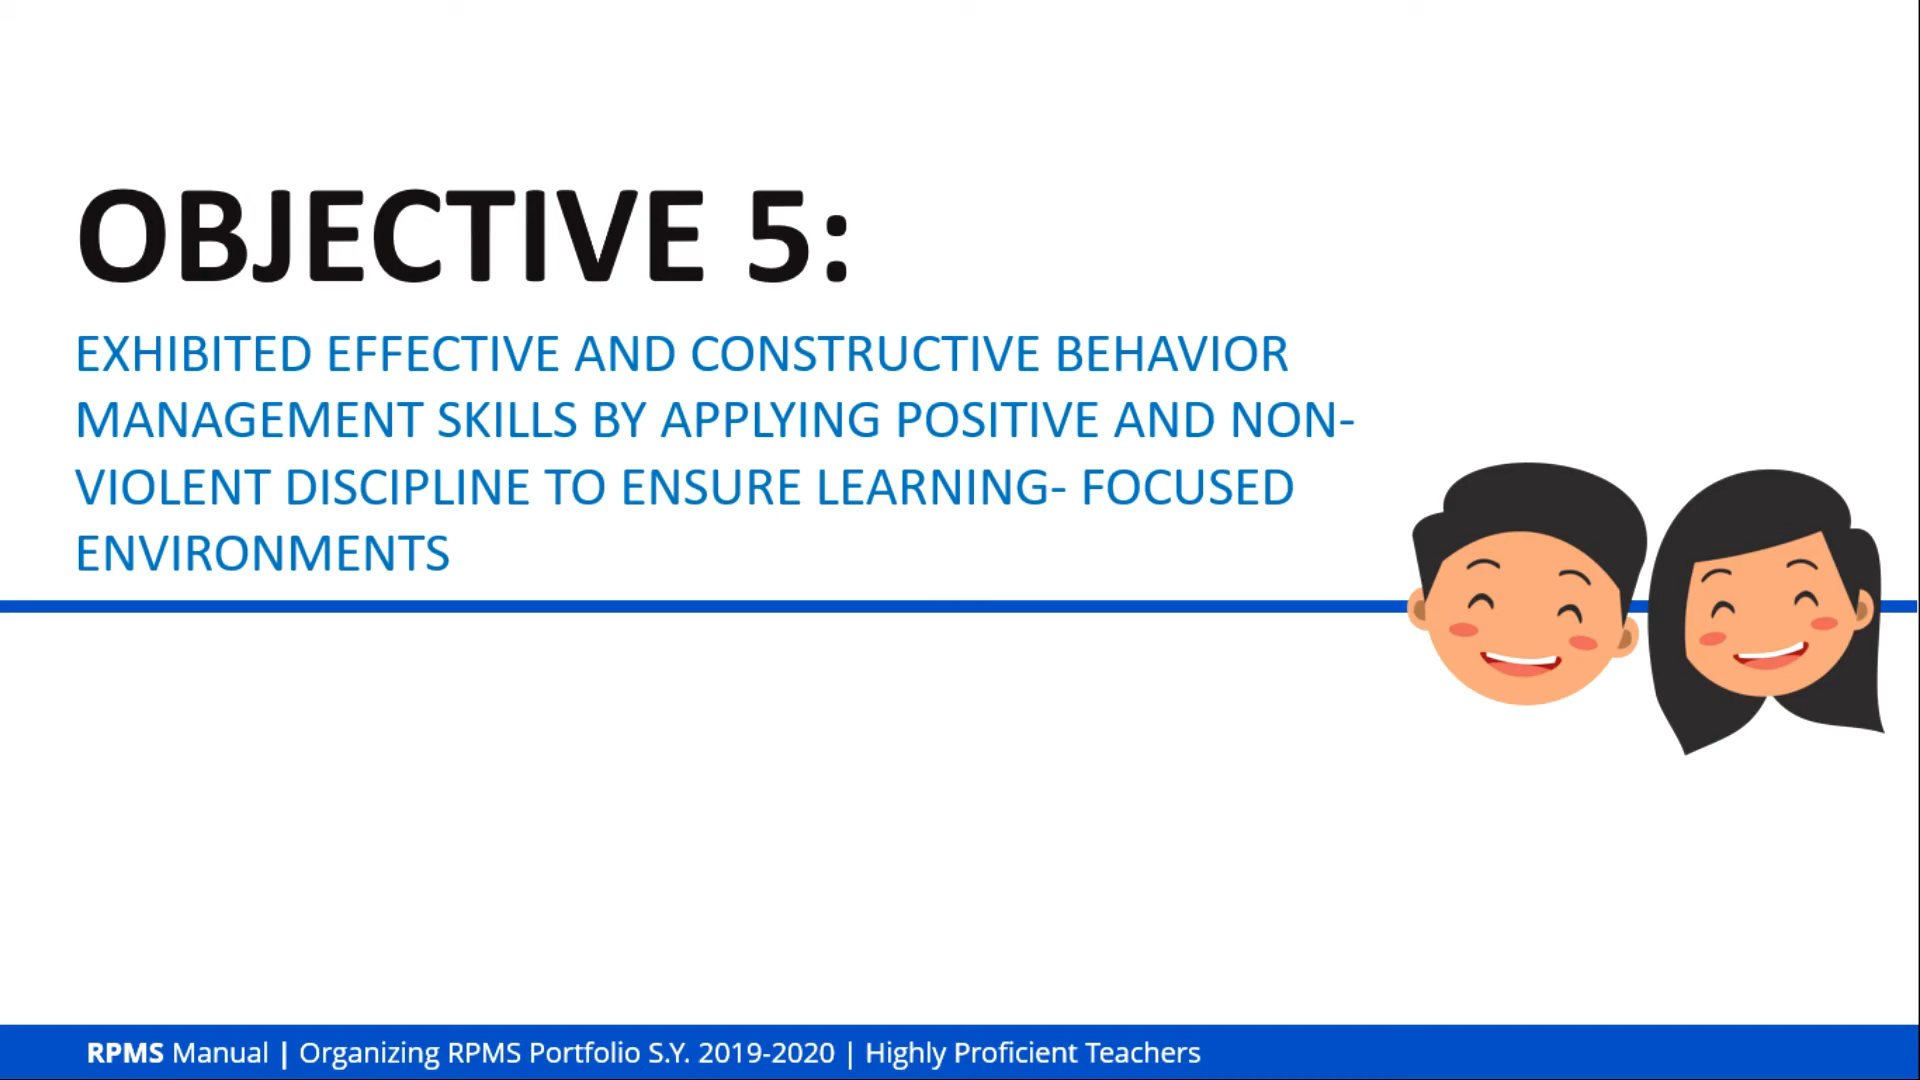 OBJECTIVE 5:
EXHIBITED EFFECTIVE AND CONSTRUCTIVE BEHAVIOR
MANAGEMENT SKILLS BY APPLYING POSITIVE AND NON-
VIOLENT DISCIPLINE TO ENSURE LEARNING- FOCUSED
ENVIRONMENTS
RPMS Manual | Organizing RPMS Portfolio S.Y. 2019-2020 | Highly Proficient Teachers